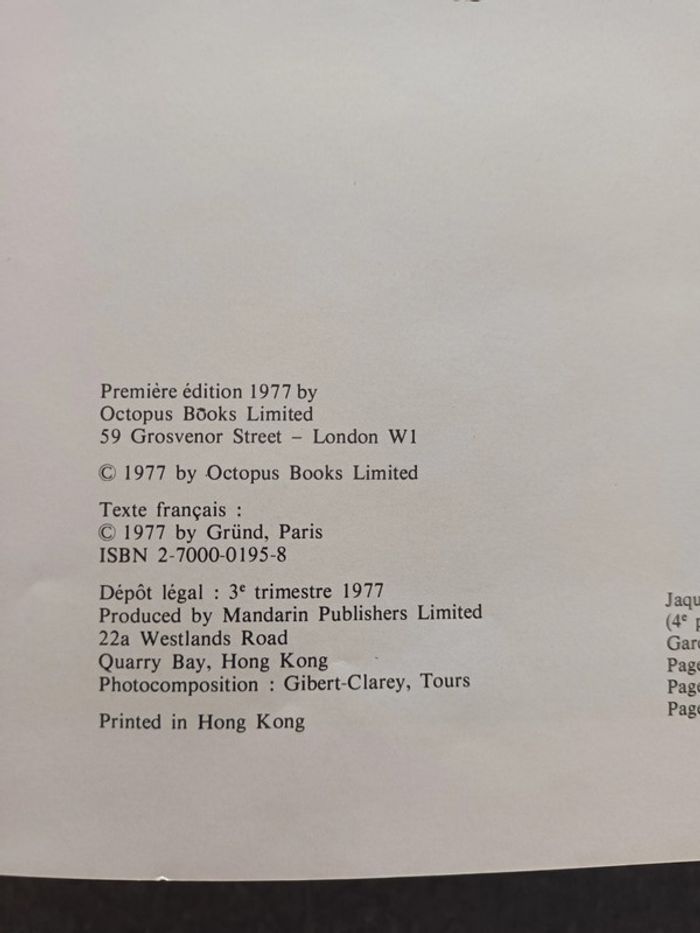 Première édition 1977 by
Octopus Books Limited
59 Grosvenor Street – London W1
© 1977 by Octopus Books Limited
Texte français :
© 1977 by Gründ, Paris
ISBN 2-7000-0195-8
Dépôt légal : 3e trimestre 1977
Produced by Mandarin Publishers Limited
22a Westlands Road
Quarry Bay, Hong Kong
Photocomposition : Gibert-Clarey, Tours
Printed in Hong Kong
(4e